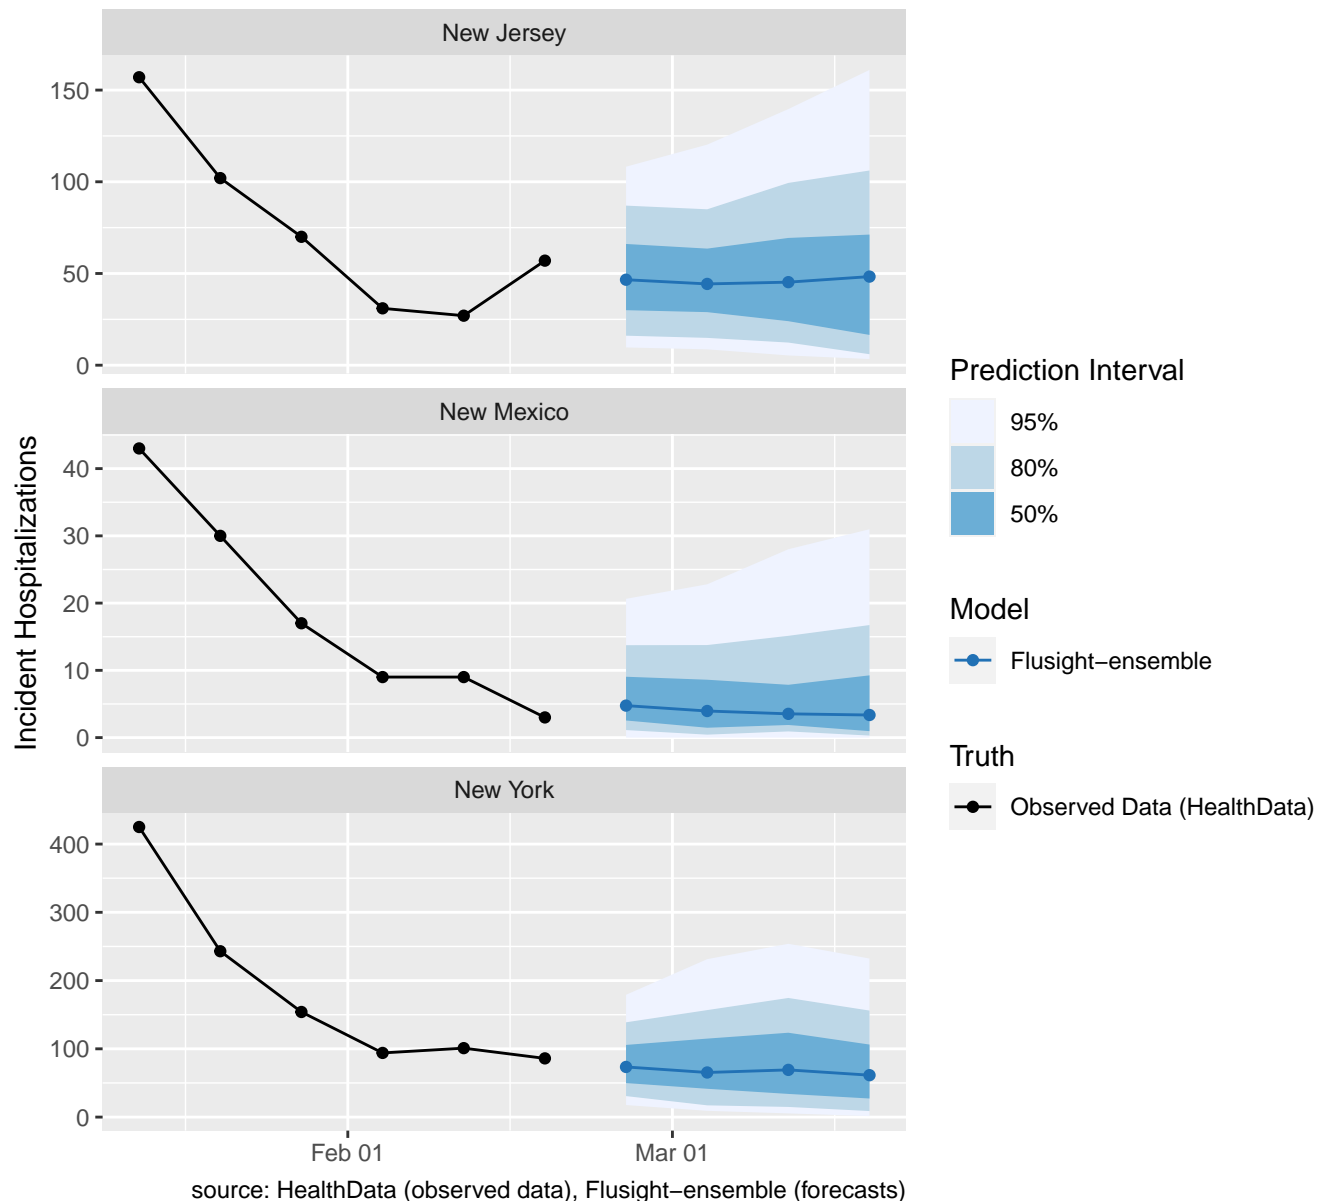 New Jersey
150
100
50
0
New Mexico
40
30
20
10
0
New York
400
300
200
100
0
Feb 01
Mar 01
Incident Hospitalizations
source: HealthData (observed data), Flusight−ensemble (forecasts)
Prediction Interval
95%
80%
50%
Model
Flusight−ensemble
Truth
Observed Data (HealthData)